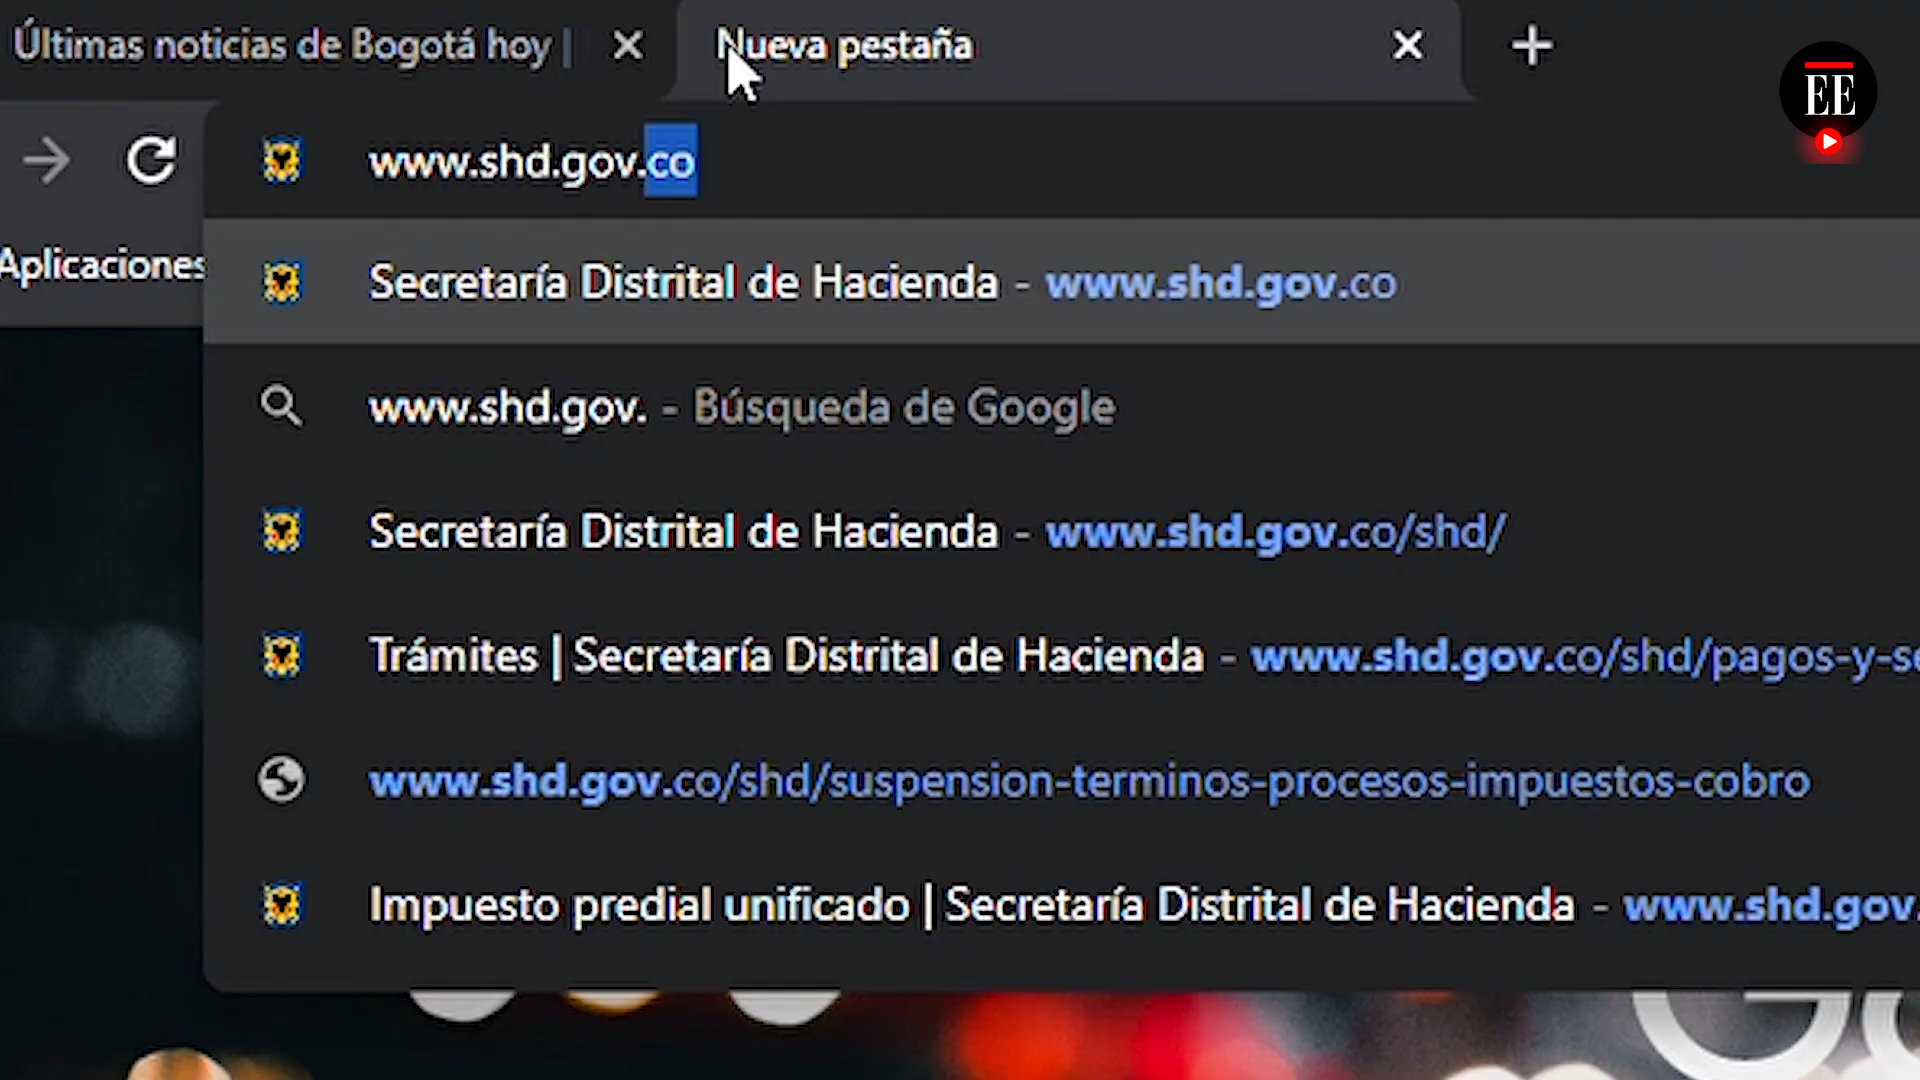 Últimas noticias de Bogotá hoy |
Nueva pestaña
EE
www.shd.gov.co
Aplicaciones
Secretaría Distrital de Hacienda - www.shd.gov.co
www.shd.gov. - Búsqueda de Google
Secretaría Distrital de Hacienda - www.shd.gov.co/shd/
Trámites | Secretaría Distrital de Hacienda - www.shd.gov.co/shd/pagos-y-se
www.shd.gov.co/shd/suspension-terminos-procesos-impuestos-cobro
Impuesto predial unificado | Secretaría Distrital de Hacienda - www.shd.gov.
Go